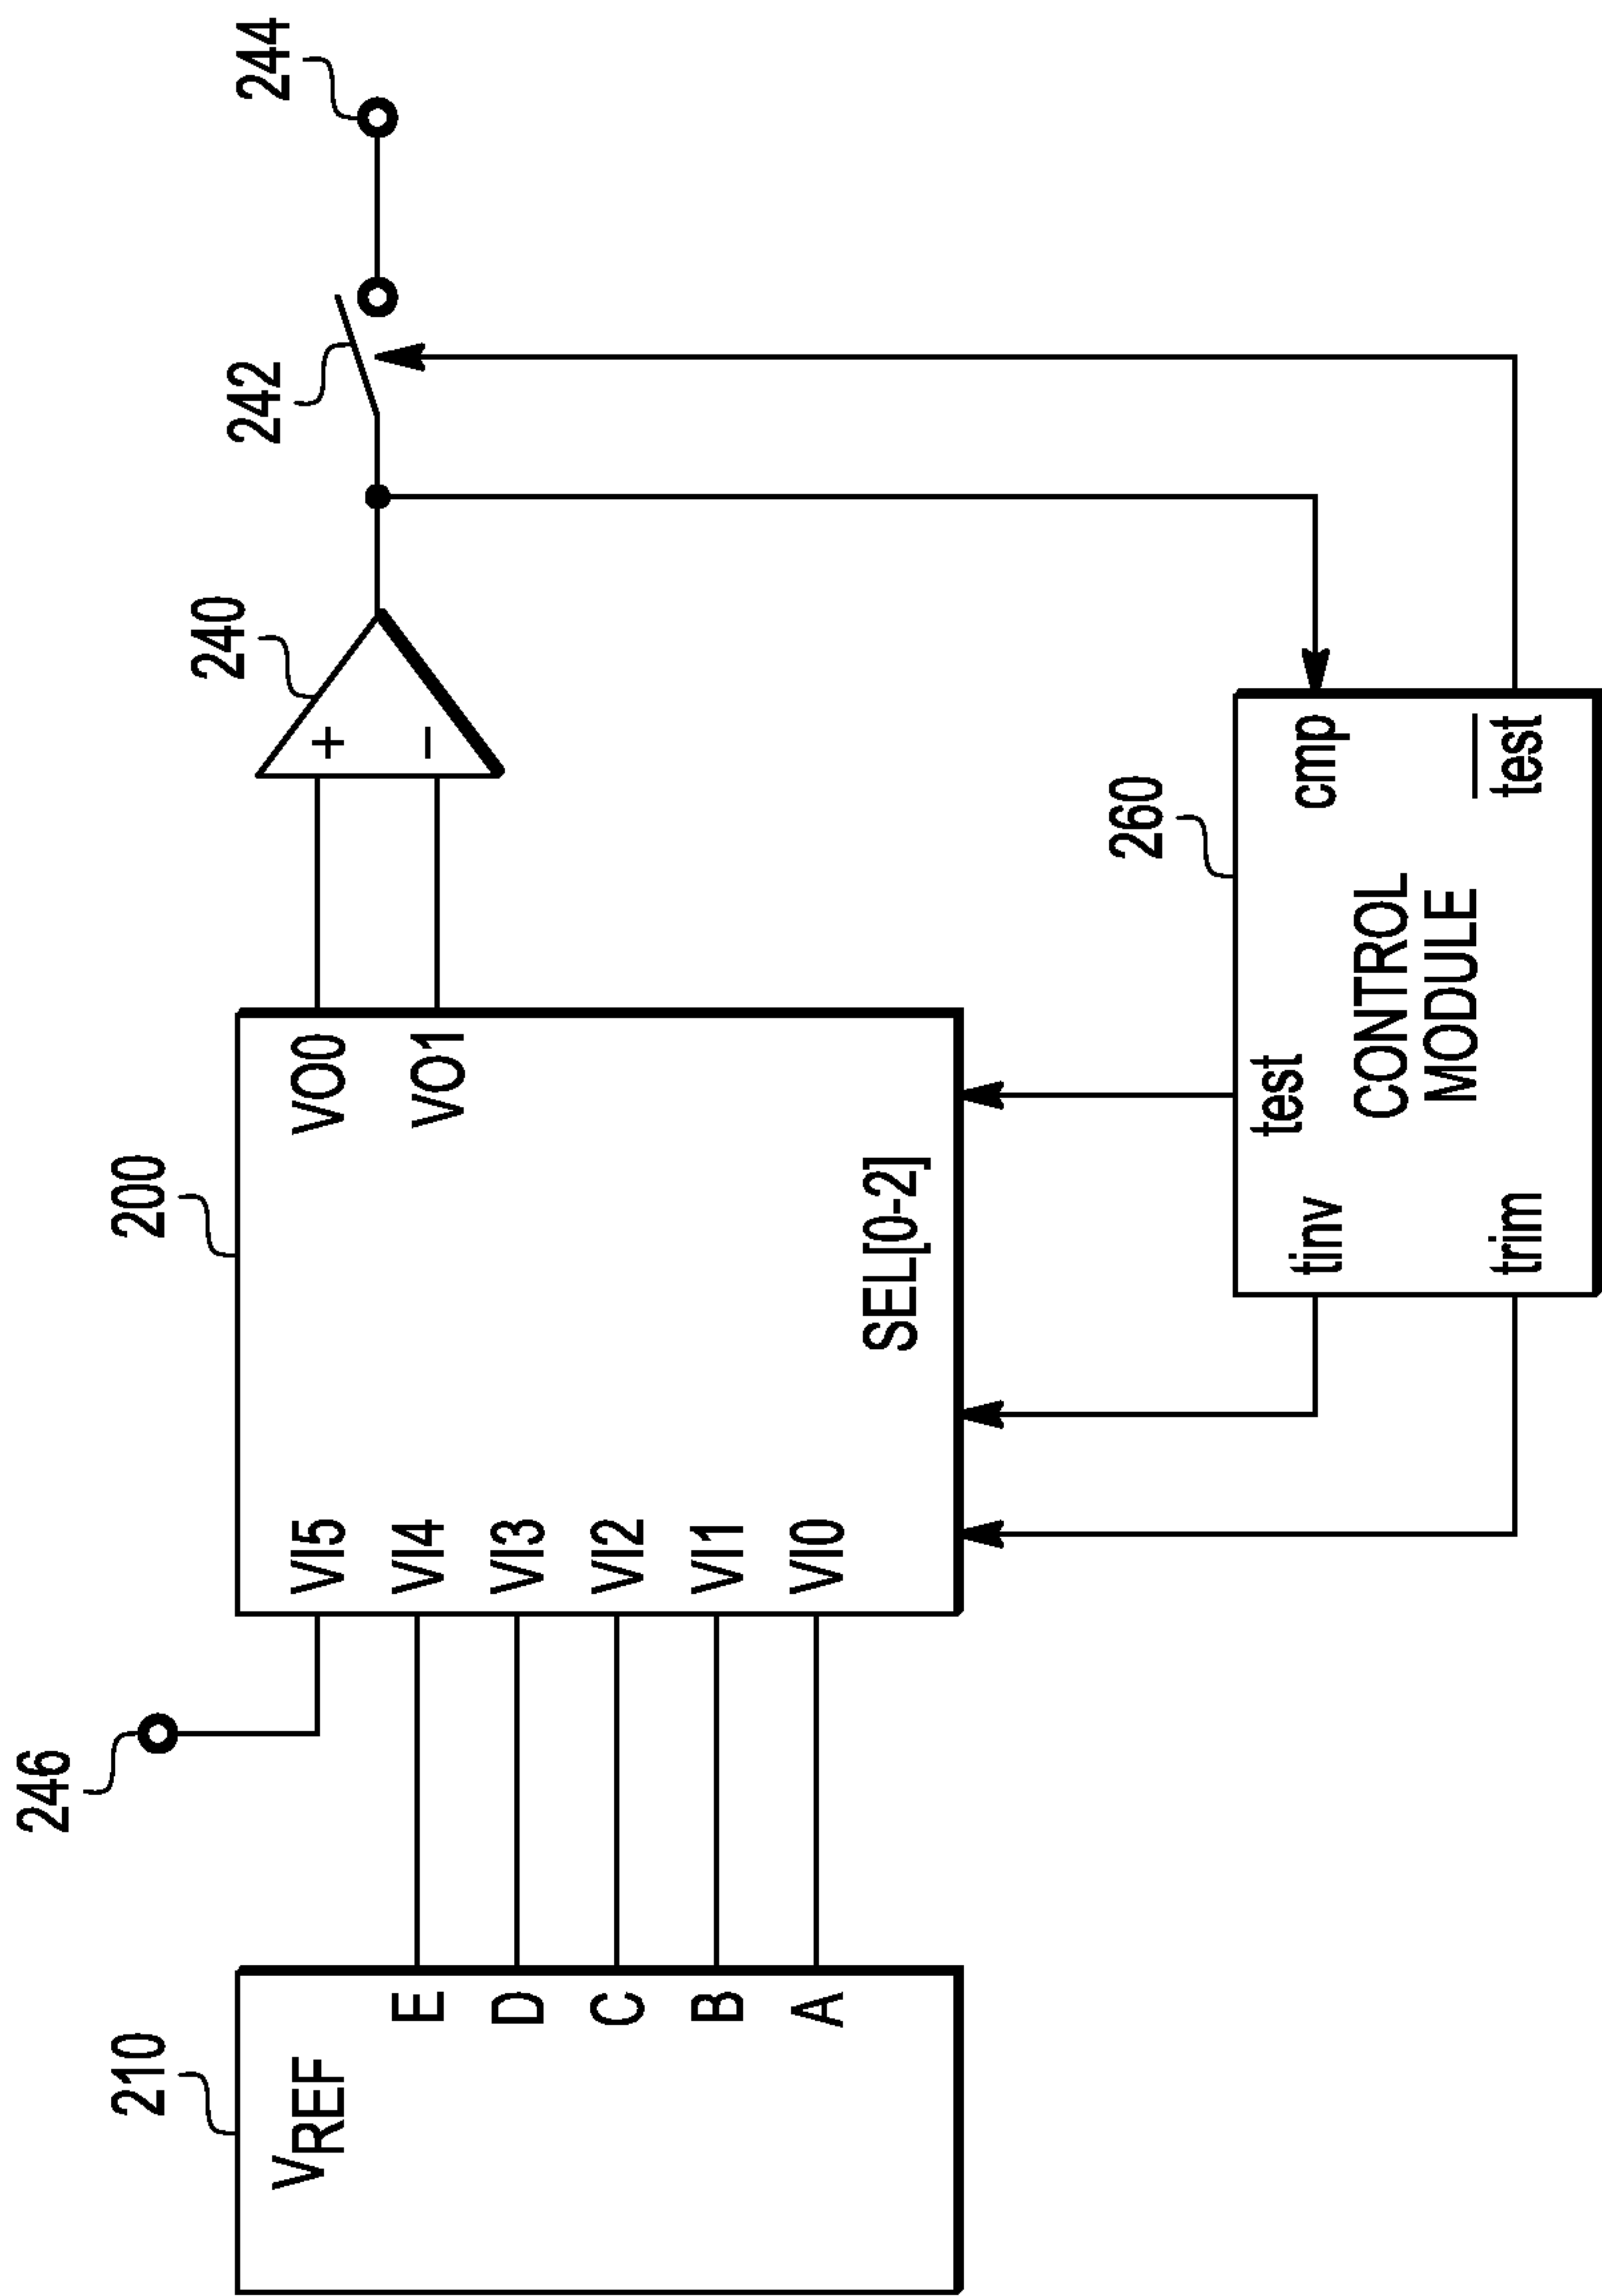 246
210
200
240
242
244
VREF
E
D
C
B
A
VI5
VI4
VI3
VI2
VI1
VI0
VO0
VO1
SEL[0-2]
+
−
260
tinv
test
cmp
CONTROL
MODULE
trim
test